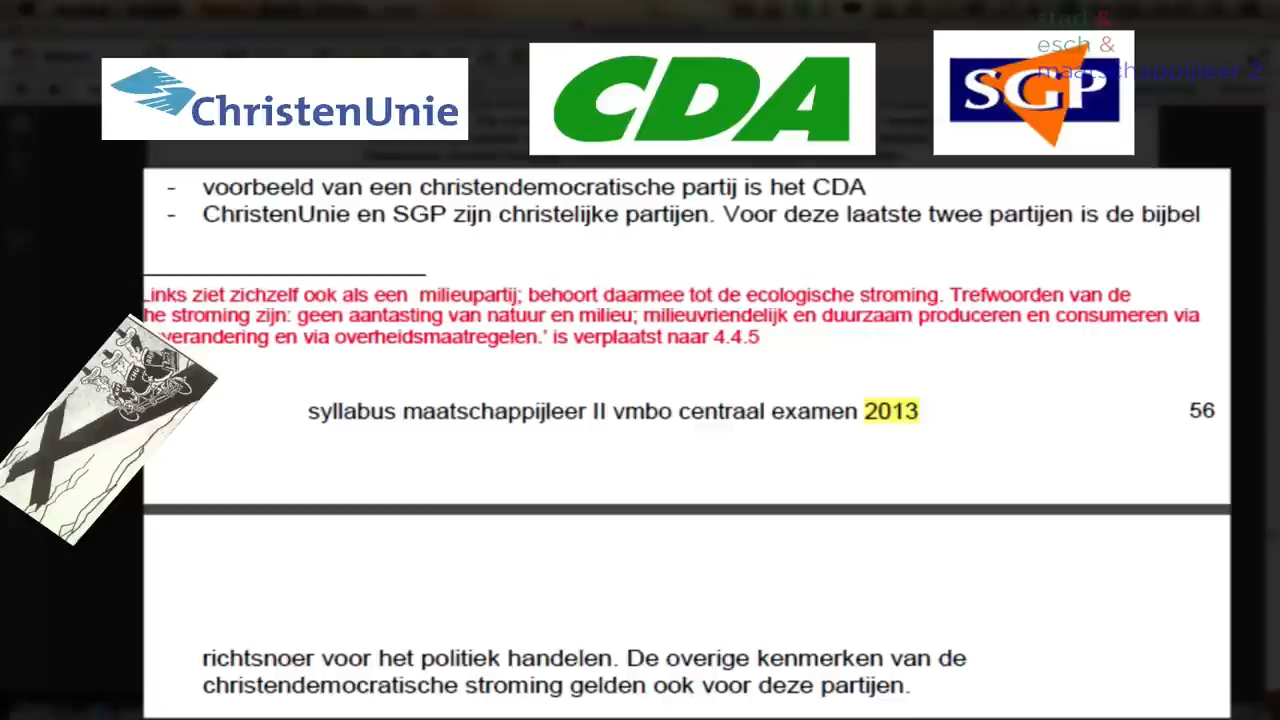 stad &
esch &
maatschappijleer 2
ChristenUnie
CDA
SGP
- voorbeeld van een christendemocratische partij is het CDA
- ChristenUnie en SGP zijn christelijke partijen. Voor deze laatste twee partijen is de bijbel
Links ziet zichzelf ook als een milieupartij; behoort daarmee tot de ecologische stroming. Trefwoorden van de
he stroming zijn: geen aantasting van natuur en milieu; milieuvriendelijk en duurzaam produceren en consumeren via
verandering en via overheidsmaatregelen.' is verplaatst naar 4.4.5
CHU
syllabus maatschappijleer II vmbo centraal examen 2013 56
richtsnoer voor het politiek handelen. De overige kenmerken van de
christendemocratische stroming gelden ook voor deze partijen.